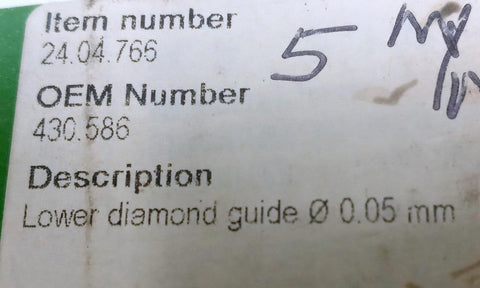 Item number
24.04.766
5
OEM Number
430.586
Description
Lower diamond guide Ø 0.05 mm